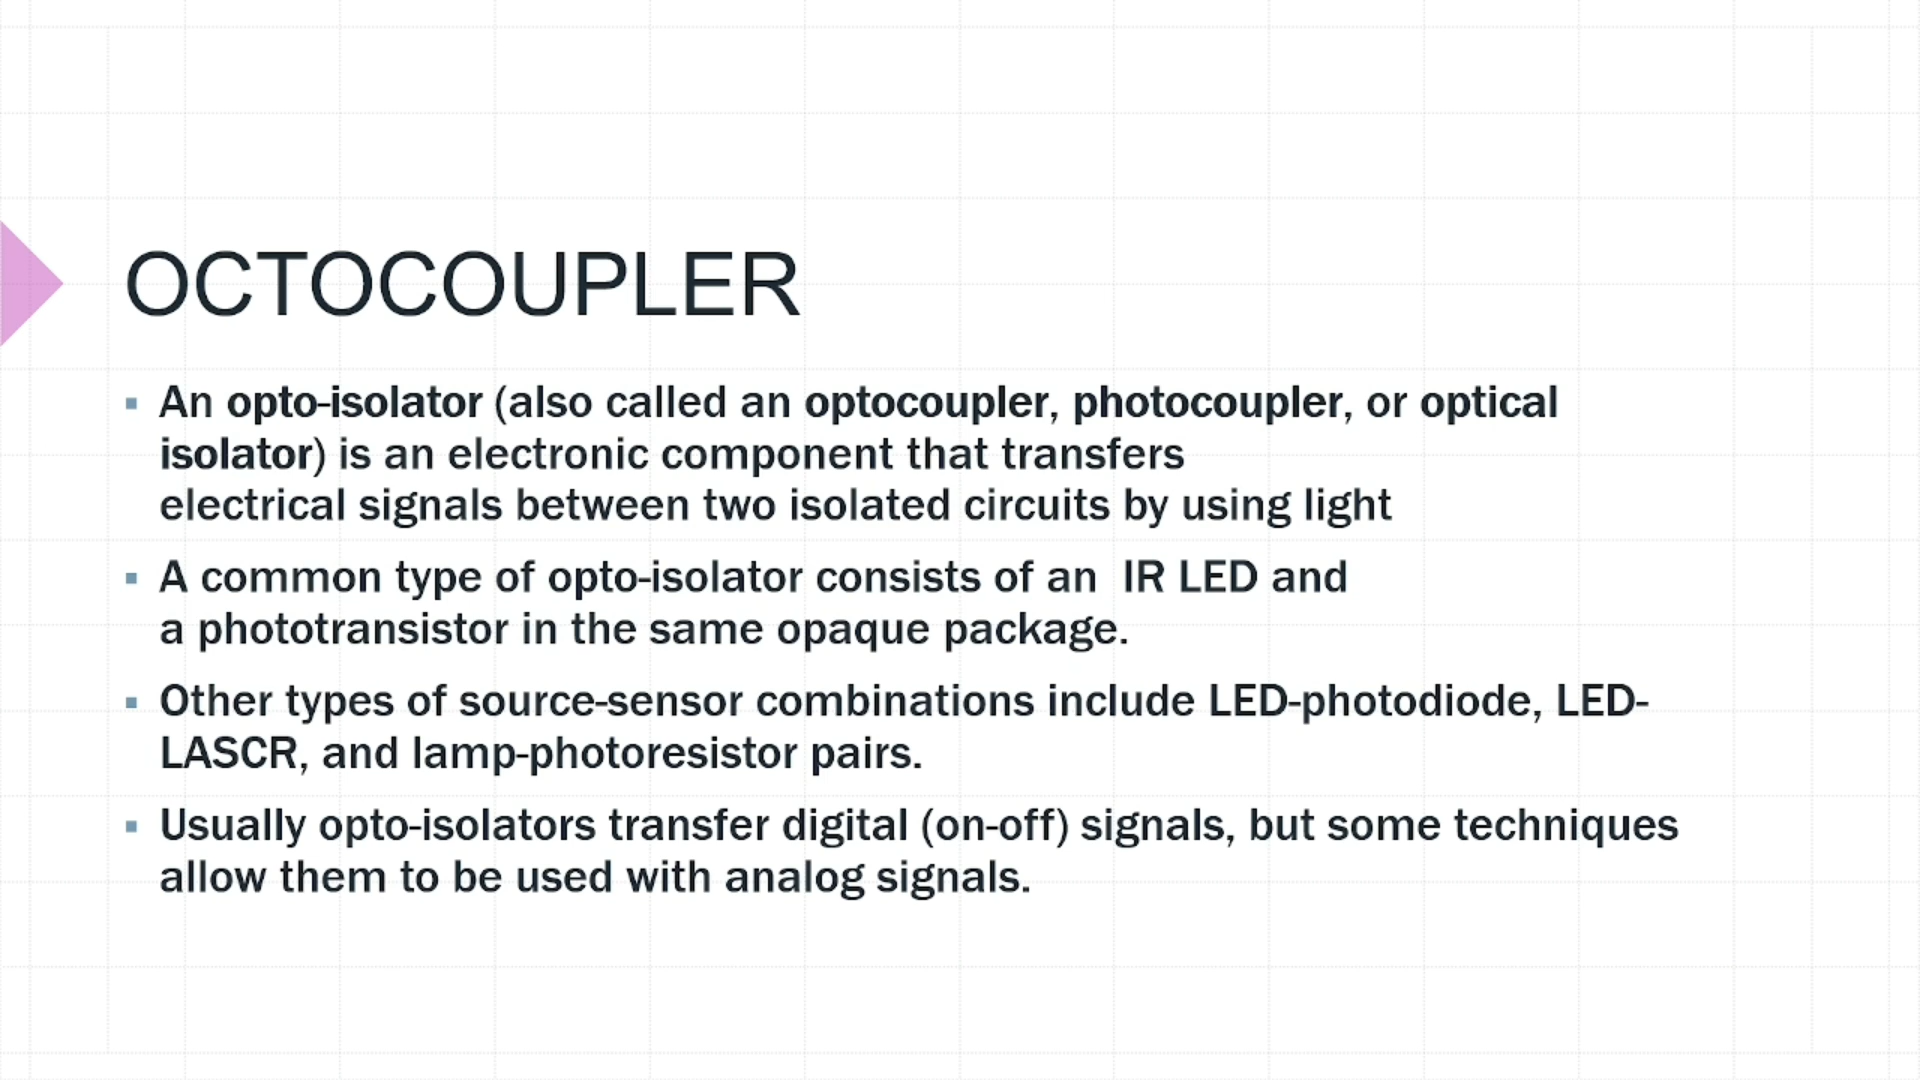 OCTOCOUPLER
▪ An opto-isolator (also called an optocoupler, photocoupler, or optical
isolator) is an electronic component that transfers
electrical signals between two isolated circuits by using light
▪ A common type of opto-isolator consists of an  IR LED and
a phototransistor in the same opaque package.
▪ Other types of source-sensor combinations include LED-photodiode, LED-
LASCR, and lamp-photoresistor pairs.
▪ Usually opto-isolators transfer digital (on-off) signals, but some techniques
allow them to be used with analog signals.